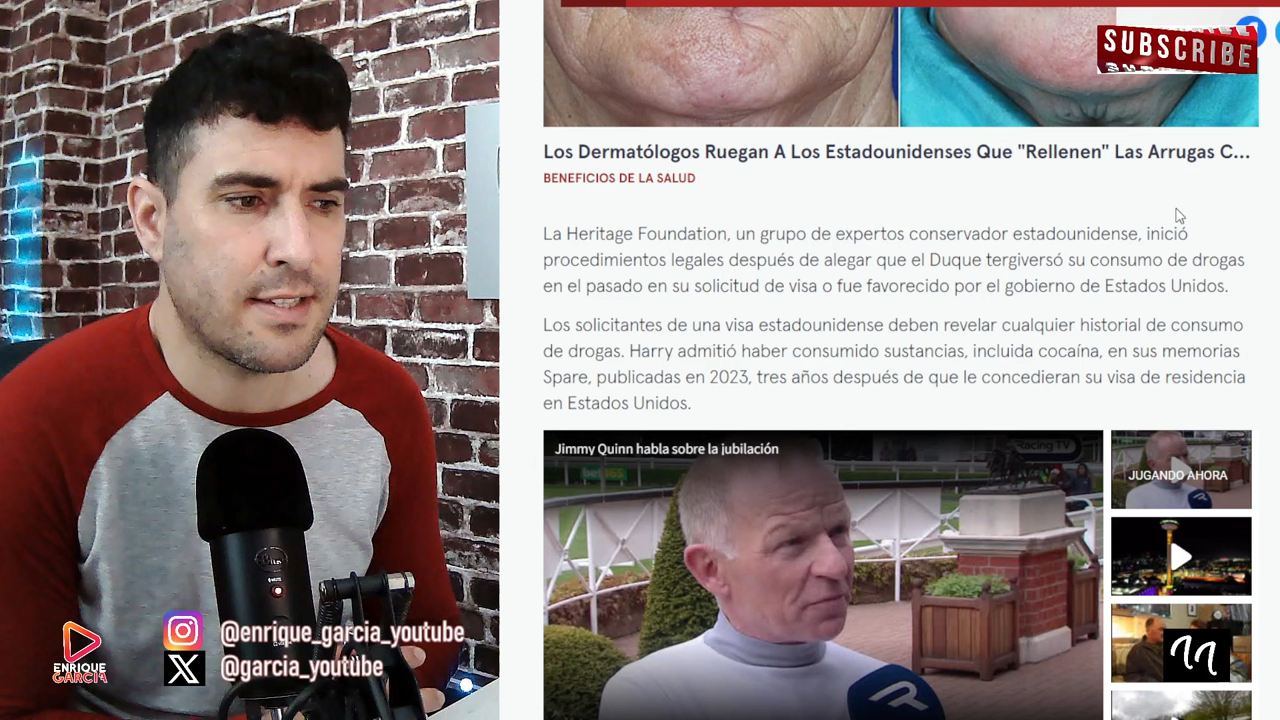 SUBSCRIBE
Los Dermatólogos Ruegan A Los Estadounidenses Que "Rellenen" Las Arrugas C...
BENEFICIOS DE LA SALUD
La Heritage Foundation, un grupo de expertos conservador estadounidense, inició
procedimientos legales después de alegar que el Duque tergiversó su consumo de drogas
en el pasado en su solicitud de visa o fue favorecido por el gobierno de Estados Unidos.
Los solicitantes de una visa estadounidense deben revelar cualquier historial de consumo
de drogas. Harry admitió haber consumido sustancias, incluida cocaína, en sus memorias
Spare, publicadas en 2023, tres años después de que le concedieran su visa de residencia
en Estados Unidos.
Jimmy Quinn habla sobre la jubilación
Racing TV
bet365
JUGANDO AHORA
@enrique_garcia_youtube
@garcia_youtube
ENRIQUE
GARCIA